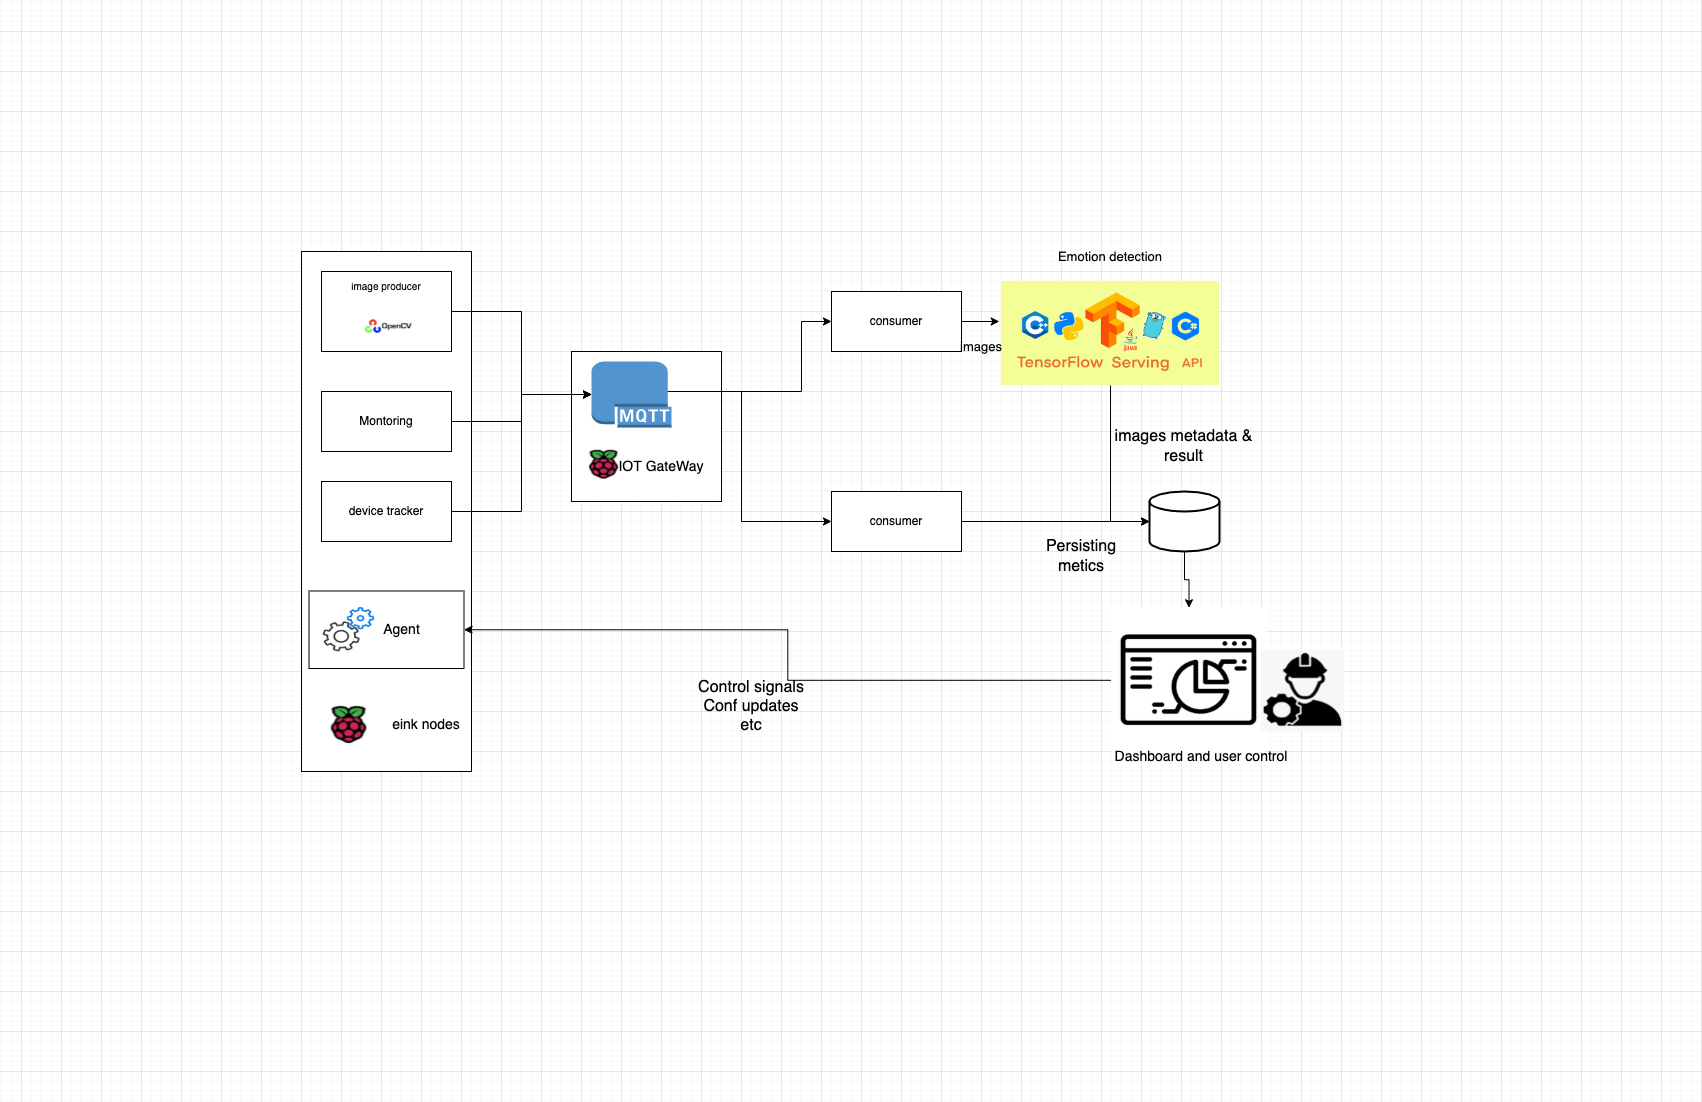 image producer
OpenCV
Montoring
device tracker
Agent
eink nodes
MQTT
IOT GateWay
consumer
consumer
images
Emotion detection
Java
TensorFlow Serving API
images metadata &
result
Persisting
metics
Control signals
Conf updates
etc
Dashboard and user control